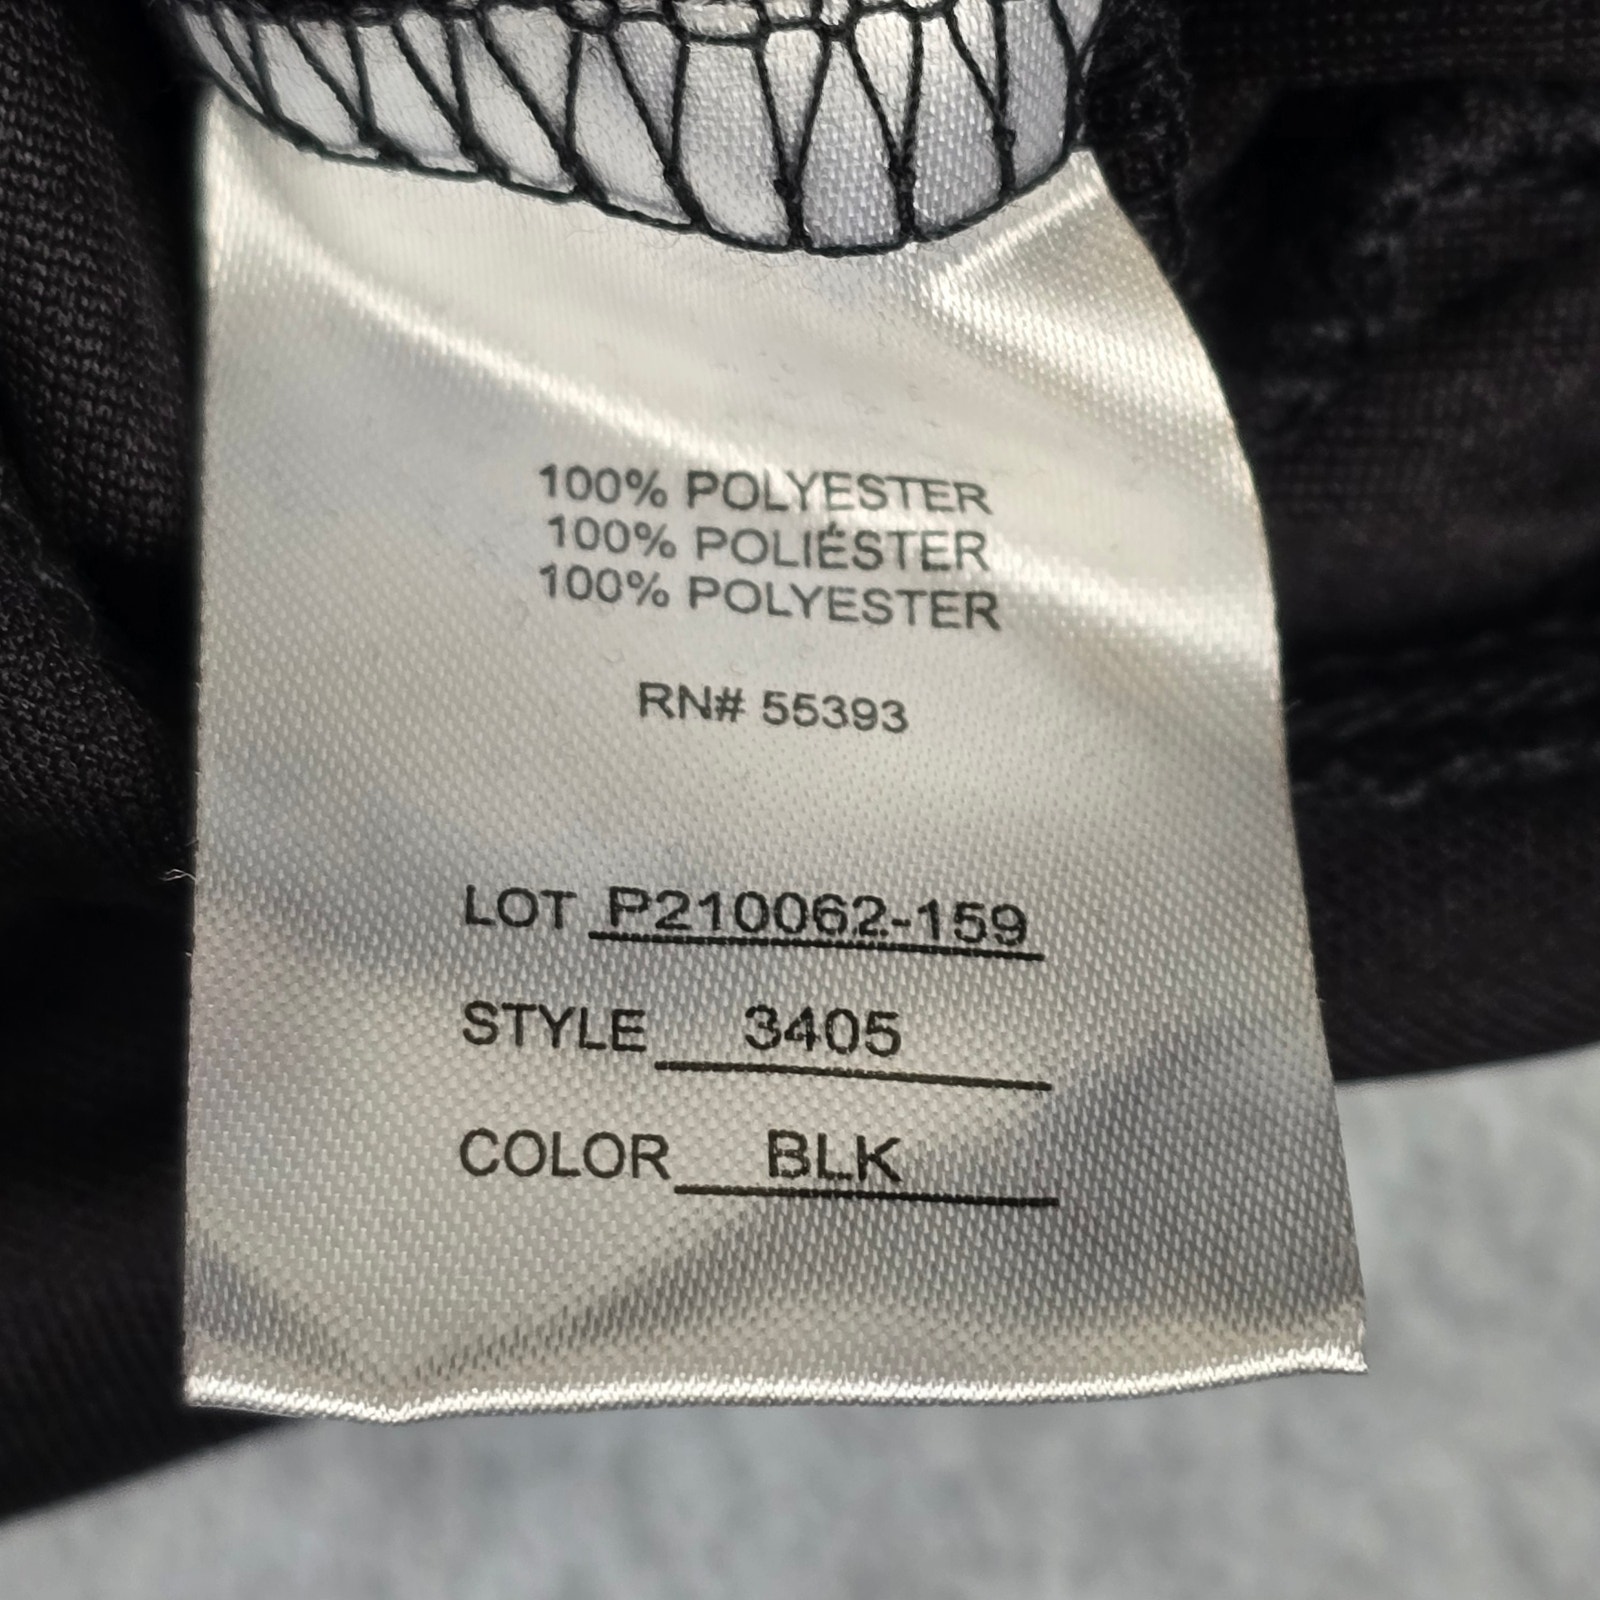 100% POLYESTER
100% POLIÉSTER
100% POLYESTER
RN# 55393
LOT P210062-159
STYLE 3405
COLOR BLK